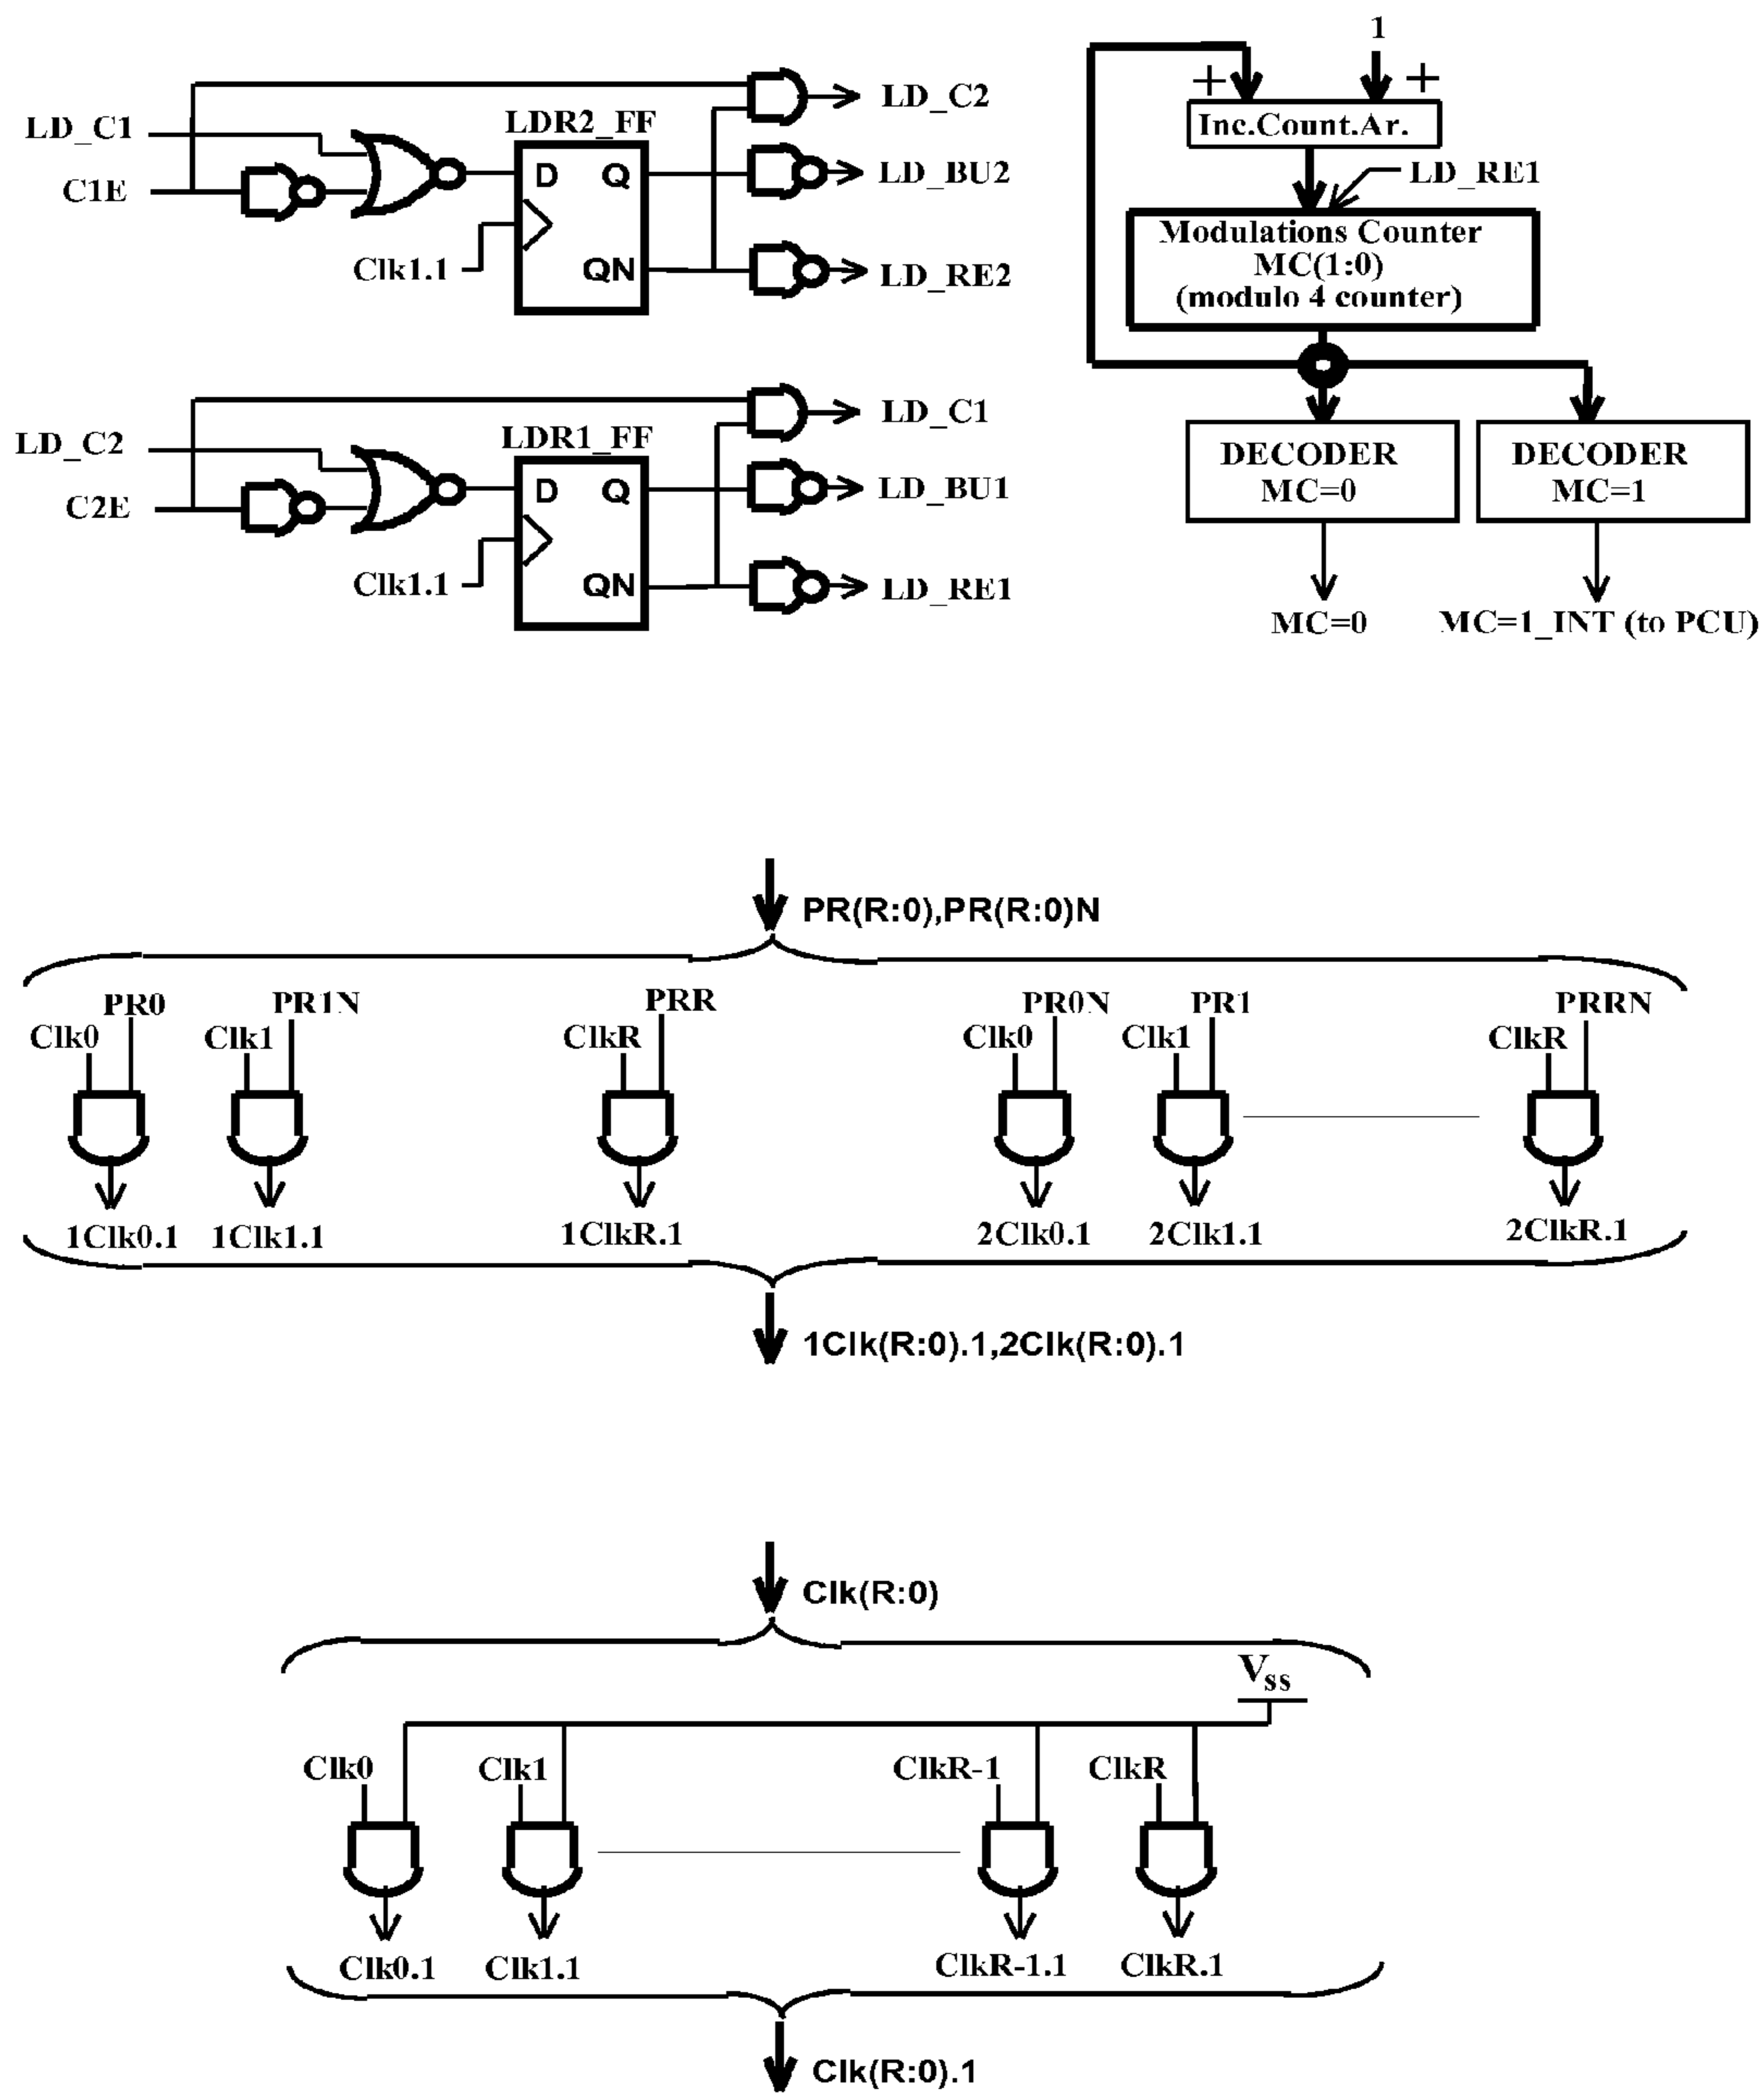 1
+ +
Inc.Count.Ar.
LD_RE1
Modulations Counter
MC(1:0)
(modulo 4 counter)
DECODER
MC=0
DECODER
MC=1
MC=0
MC=1_INT (to PCU)
LD_C1
C1E
LDR2_FF
D Q
QN
Clk1.1
LD_C2
LD_BU2
LD_RE2
LD_C2
C2E
LDR1_FF
D Q
QN
Clk1.1
LD_C1
LD_BU1
LD_RE1
PR(R:0),PR(R:0)N
PR0 PR1N PRR PR0N PR1 PRRN
Clk0 Clk1 ClkR Clk0 Clk1 ClkR
1Clk0.1 1Clk1.1 1ClkR.1 2Clk0.1 2Clk1.1 2ClkR.1
1Clk(R:0).1,2Clk(R:0).1
Clk(R:0)
Vss
Clk0 Clk1 ClkR-1 ClkR
Clk0.1 Clk1.1 ClkR-1.1 ClkR.1
Clk(R:0).1